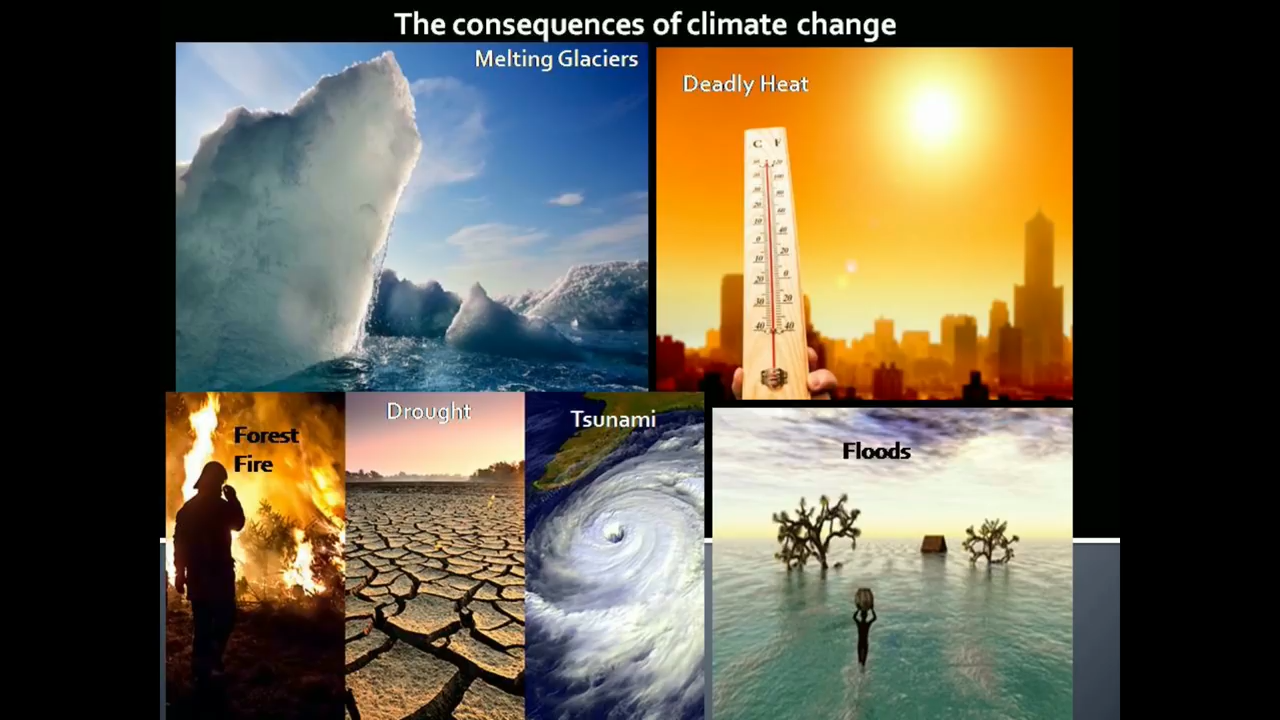 The consequences of climate change
Melting Glaciers
Deadly Heat
C F
Forest
Fire
Drought
Tsunami
Floods